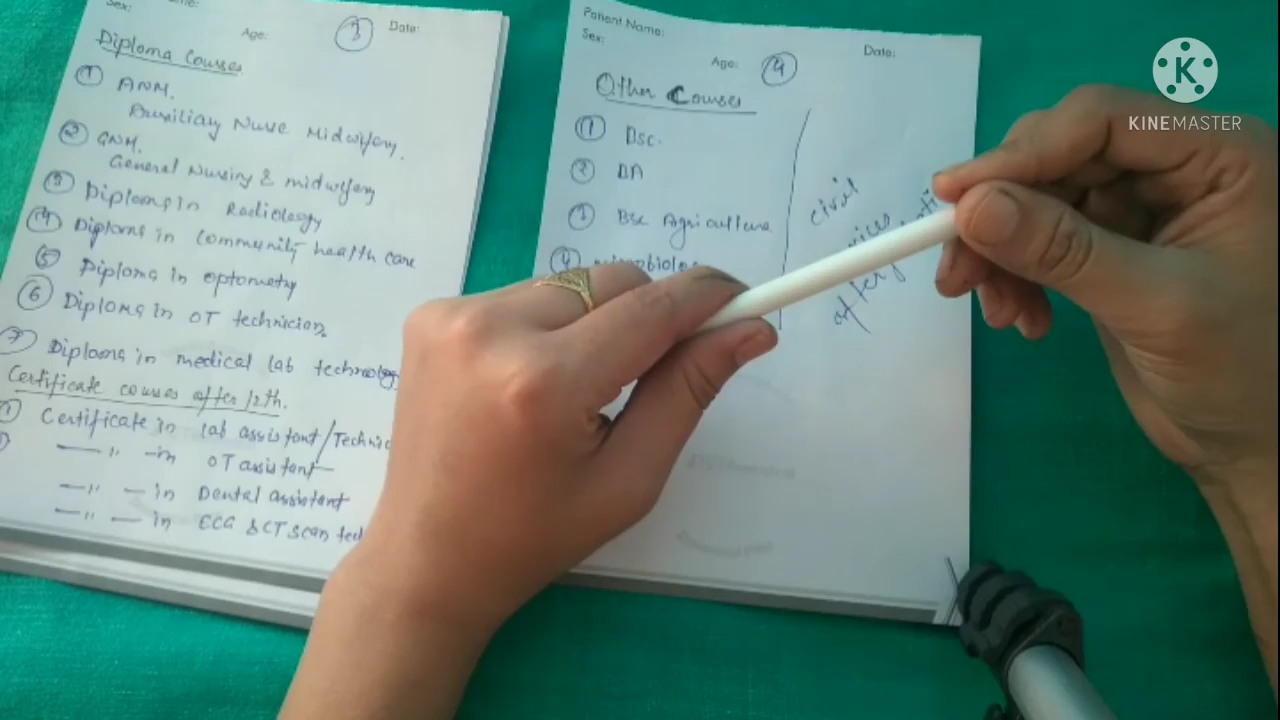 Sex:
Age:
3
Date:
Diploma Courses
1 ANM.
Auxiliary Nurse Midwifery.
2 GNM.
General Nursing & midwifery
3 Diploma in Radiology
4 Diploma in Community health care
5 Diploma in optometry
6 Diploma in OT technician
7 Diploma in medical lab technology
Certificate courses after 12th.
1 Certificate in lab assistant/Technic
—〃 — in OT assistant
—〃 — in Dental assistant
—〃 — in ECG & CT Scan tec
Patient Name:
Sex:
Age:
4
Date:
Other Courses
1 Bsc.
2 BA
3 Bsc Agriculture
4
civil
after
KINEMASTER